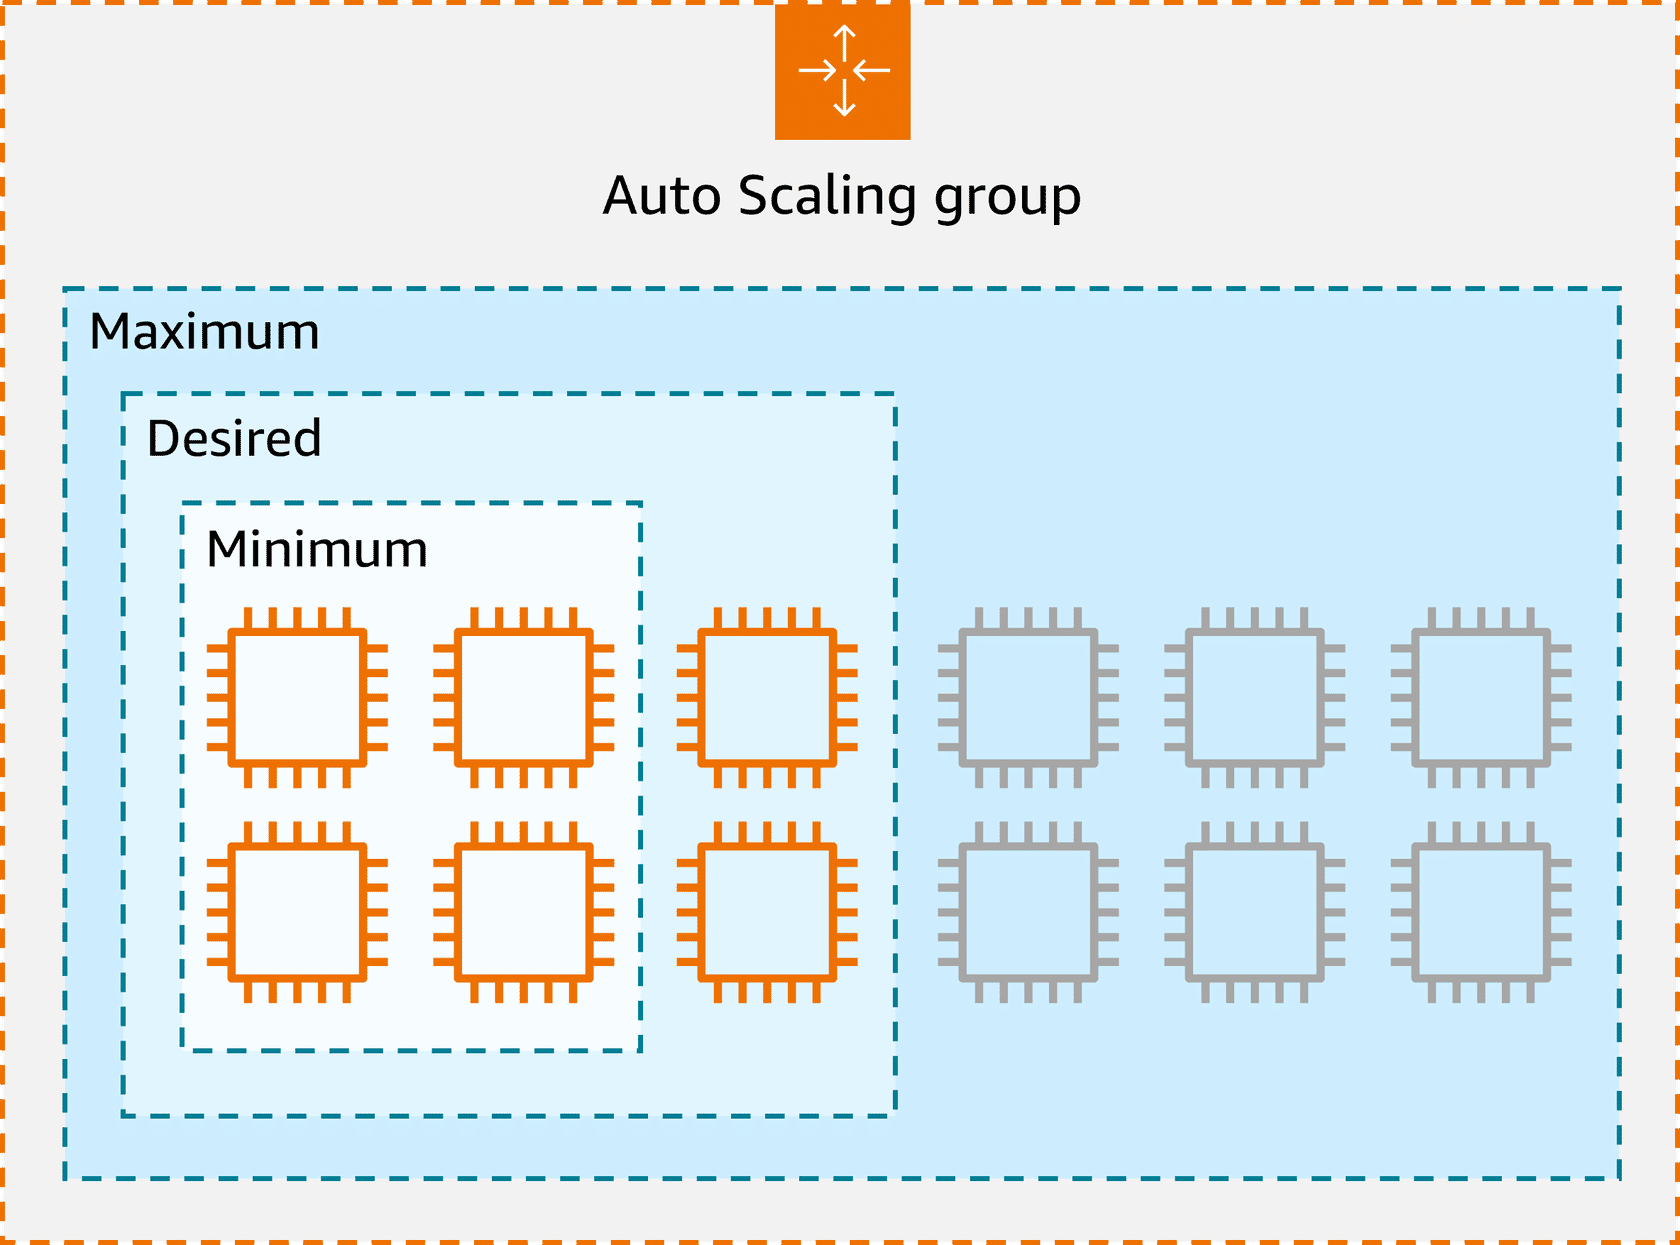 Auto Scaling group
Maximum
Desired
Minimum